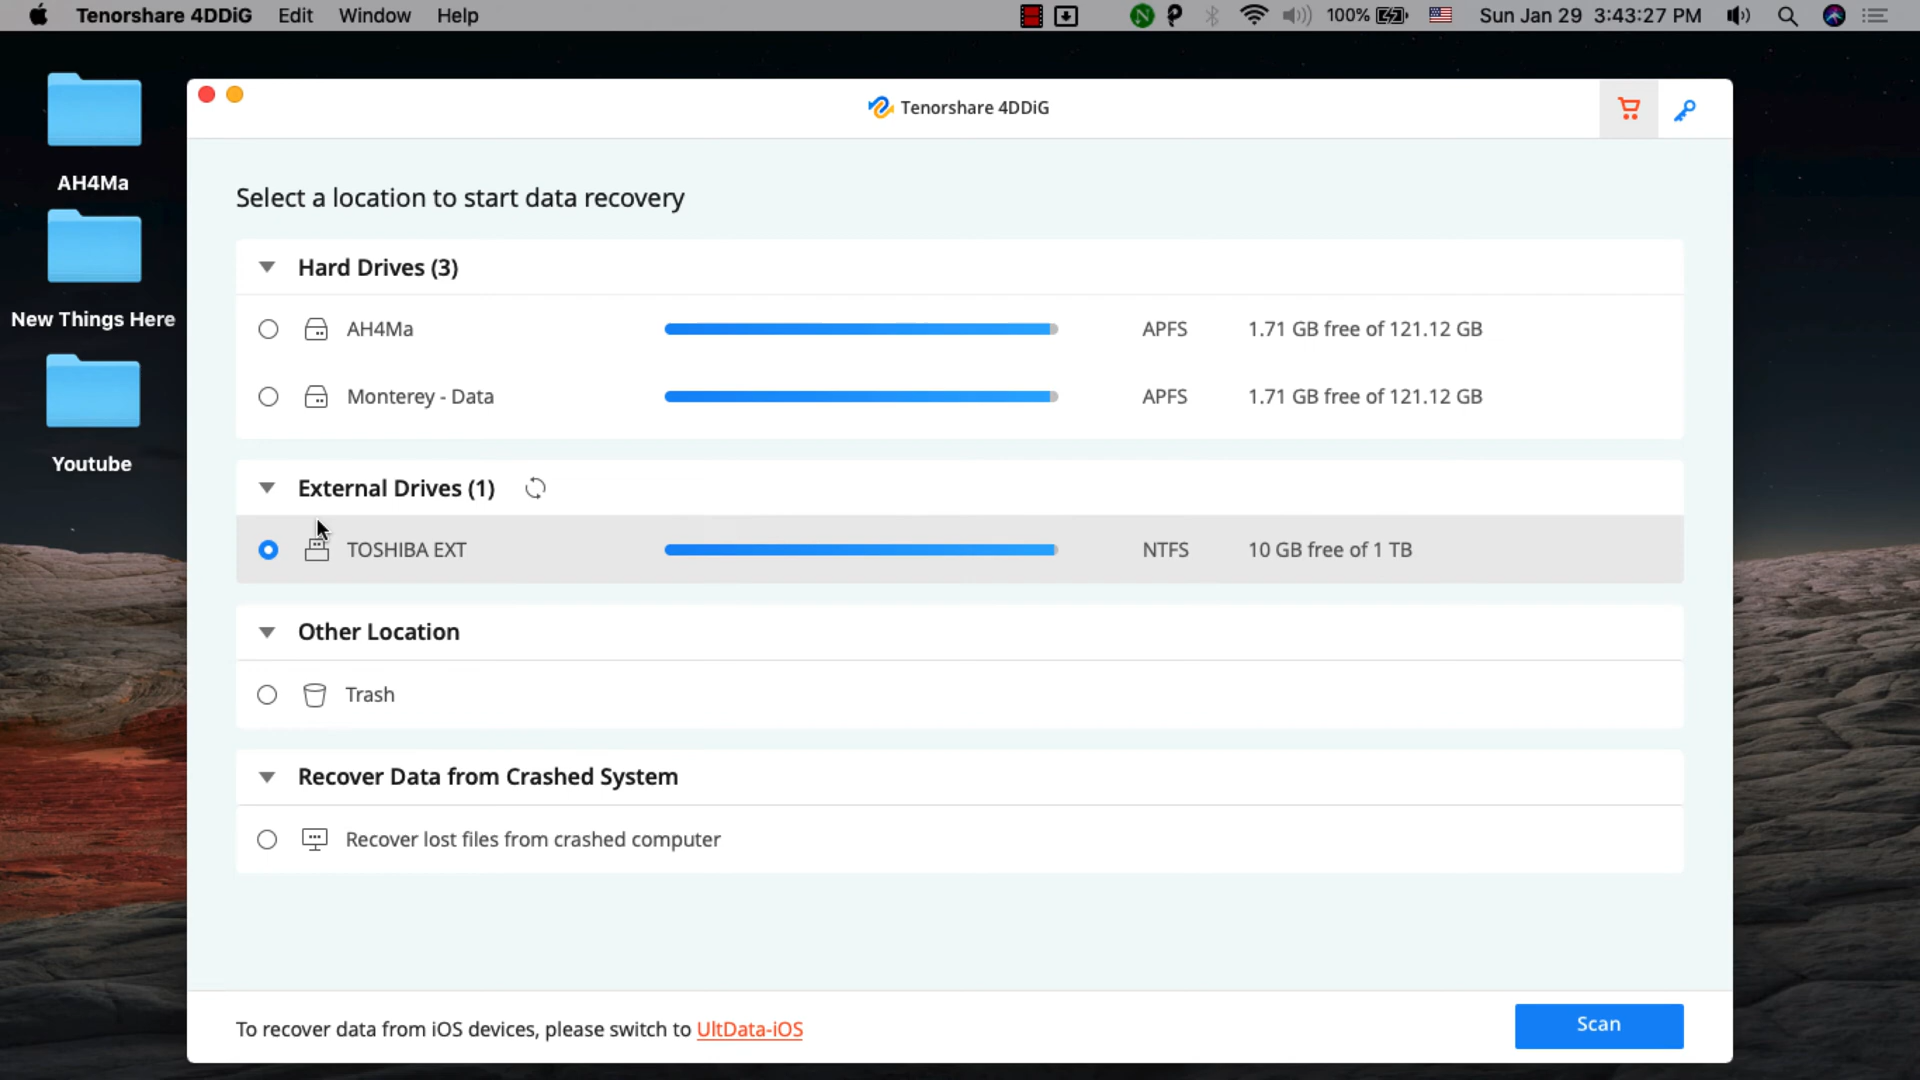 Tenorshare 4DDiG Edit Window Help
N P 100% Sun Jan 29 3:43:27 PM
AH4Ma
New Things Here
Youtube
Tenorshare 4DDiG
Select a location to start data recovery
Hard Drives (3)
AH4Ma APFS 1.71 GB free of 121.12 GB
Monterey - Data APFS 1.71 GB free of 121.12 GB
External Drives (1)
TOSHIBA EXT NTFS 10 GB free of 1 TB
Other Location
Trash
Recover Data from Crashed System
Recover lost files from crashed computer
To recover data from iOS devices, please switch to UltData-iOS
Scan